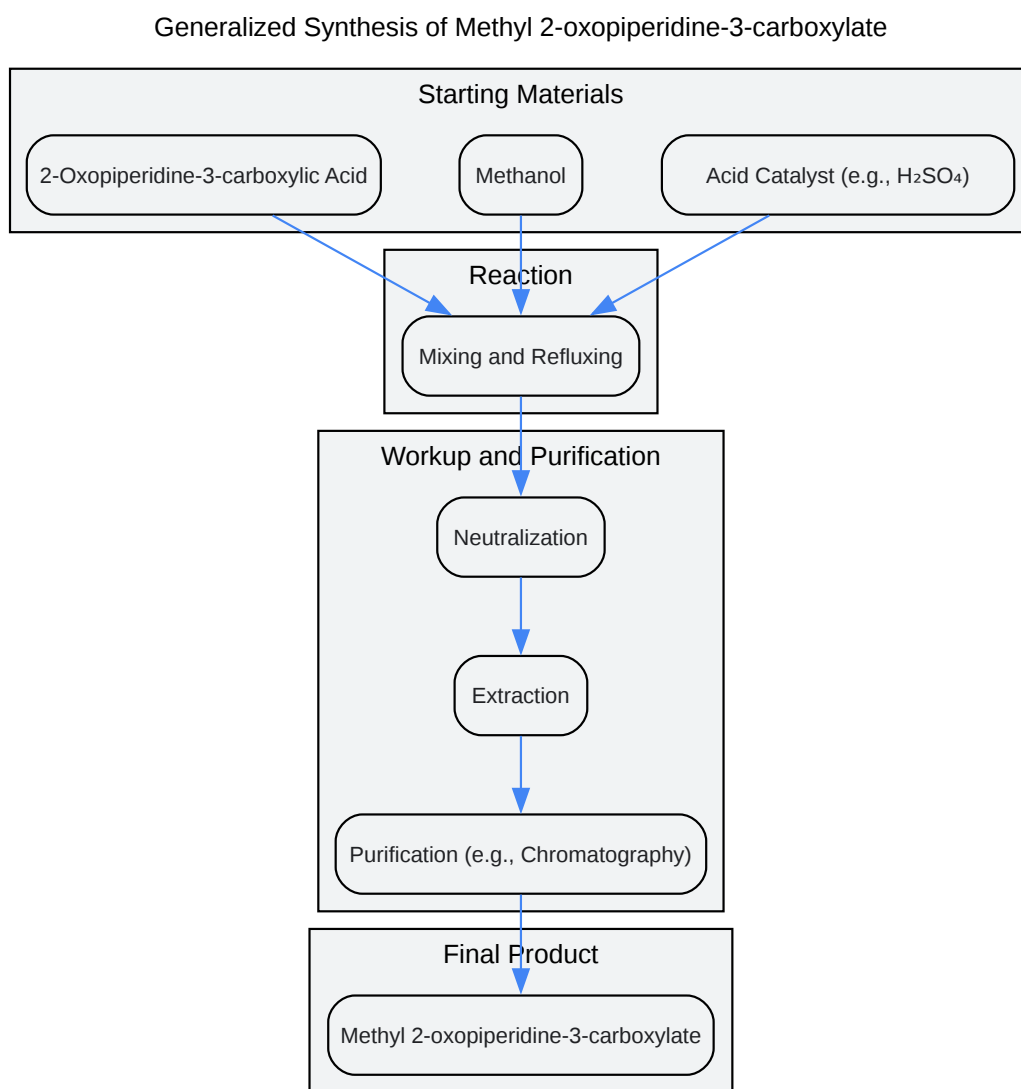 Generalized Synthesis of Methyl 2-oxopiperidine-3-carboxylate
Starting Materials
2-Oxopiperidine-3-carboxylic Acid
Methanol
Acid Catalyst (e.g., H₂SO₄)
Reaction
Mixing and Refluxing
Workup and Purification
Neutralization
Extraction
Purification (e.g., Chromatography)
Final Product
Methyl 2-oxopiperidine-3-carboxylate